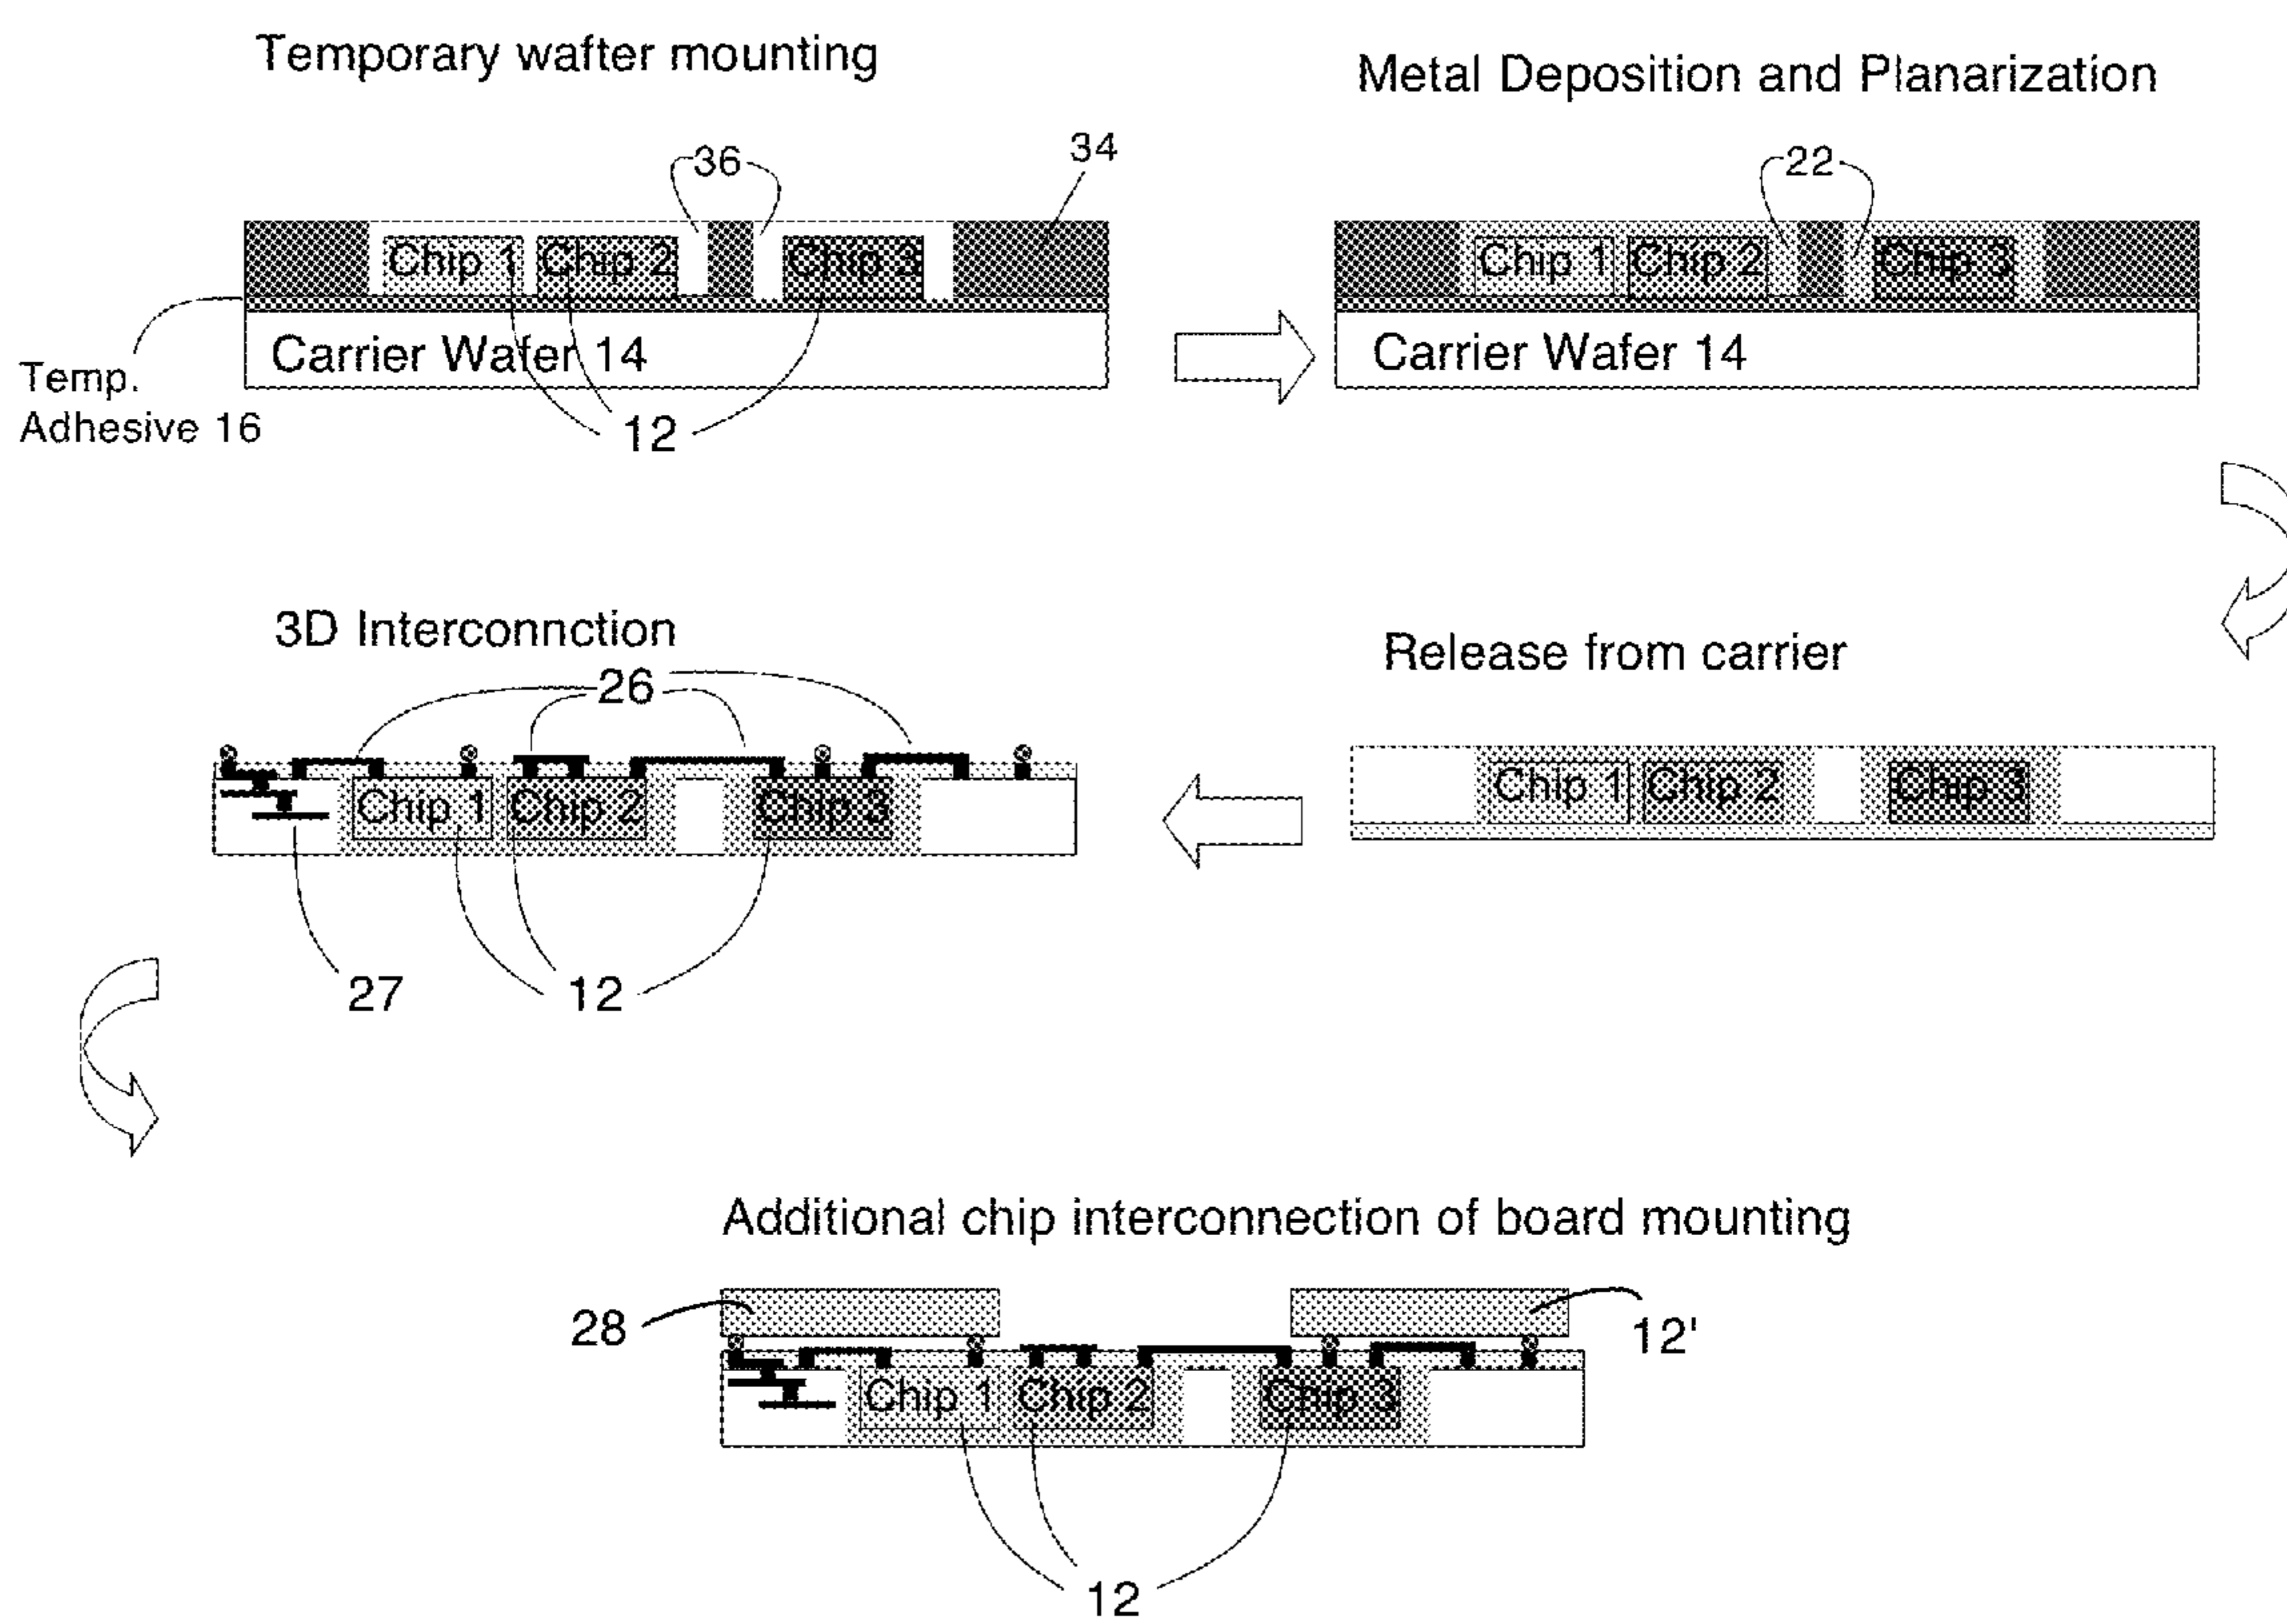 Temporary wafter mounting
Metal Deposition and Planarization
36
34
22
Chip 1
Chip 2
Chip 3
Chip 1
Chip 2
Chip 3
Carrier Wafer 14
Carrier Wafer 14
Temp.
Adhesive 16
12
3D Interconnction
Release from carrier
26
Chip 1
Chip 2
Chip 3
Chip 1
Chip 2
Chip 3
27
12
Additional chip interconnection of board mounting
28
12'
Chip 1
Chip 2
Chip 3
12